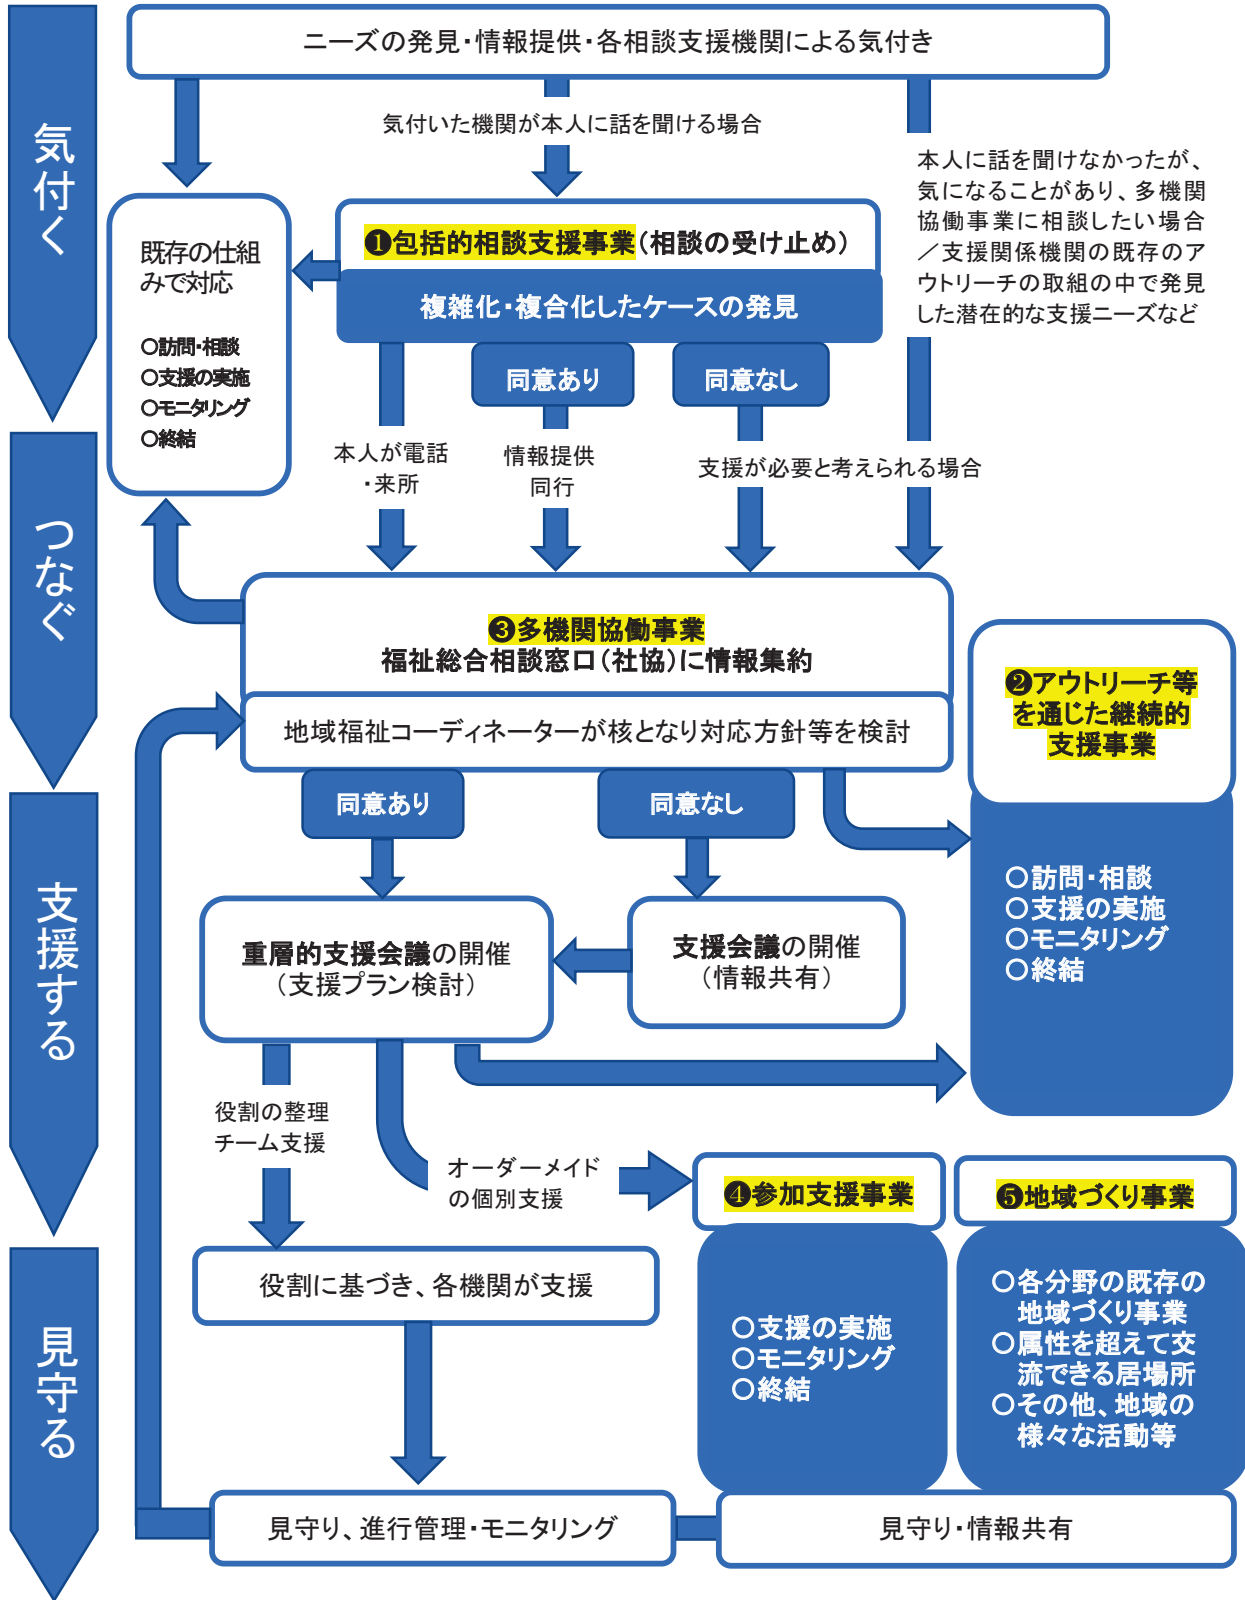 気付く
つなぐ
支援する
見守る
ニーズの発見・情報提供・各相談支援機関による気付き
気付いた機関が本人に話を聞ける場合
本人に話を聞けなかったが、
気になることがあり、多機関
協働事業に相談したい場合
／支援関係機関の既存のア
ウトリーチの取組の中で発見
した潜在的な支援ニーズなど
既存の仕組
みで対応
○訪問・相談
○支援の実施
○モニタリング
○終結
❶包括的相談支援事業（相談の受け止め）
複雑化・複合化したケースの発見
同意あり
同意なし
本人が電話
・来所
情報提供
同行
支援が必要と考えられる場合
❸多機関協働事業
福祉総合相談窓口（社協）に情報集約
地域福祉コーディネーターが核となり対応方針等を検討
❷アウトリーチ等
を通じた継続的
支援事業
○訪問・相談
○支援の実施
○モニタリング
○終結
同意あり
同意なし
重層的支援会議の開催
（支援プラン検討）
支援会議の開催
（情報共有）
役割の整理
チーム支援
オーダーメイド
の個別支援
❹参加支援事業
○支援の実施
○モニタリング
○終結
❺地域づくり事業
○各分野の既存の
地域づくり事業
○属性を超えて交
流できる居場所
○その他、地域の
様々な活動等
役割に基づき、各機関が支援
見守り、進行管理・モニタリング
見守り・情報共有